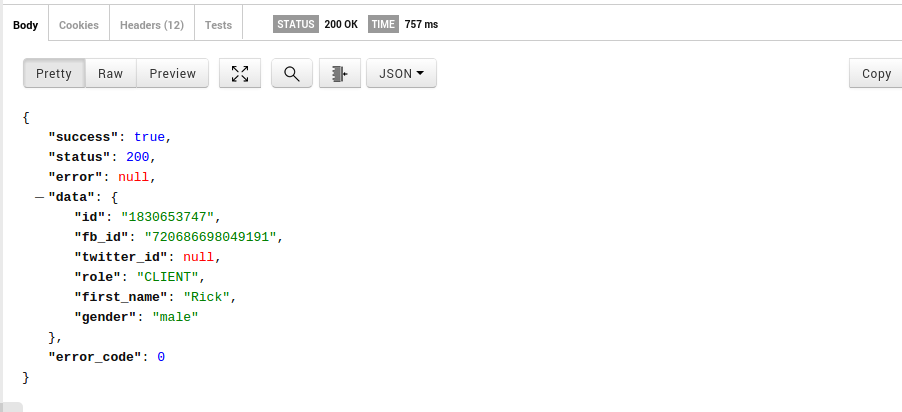 Body Cookies Headers (12) Tests STATUS 200 OK TIME 757 ms
Pretty Raw Preview JSON Copy
{
"success": true,
"status": 200,
"error": null,
"data": {
"id": "1830653747",
"fb_id": "720686698049191",
"twitter_id": null,
"role": "CLIENT",
"first_name": "Rick",
"gender": "male"
},
"error_code": 0
}